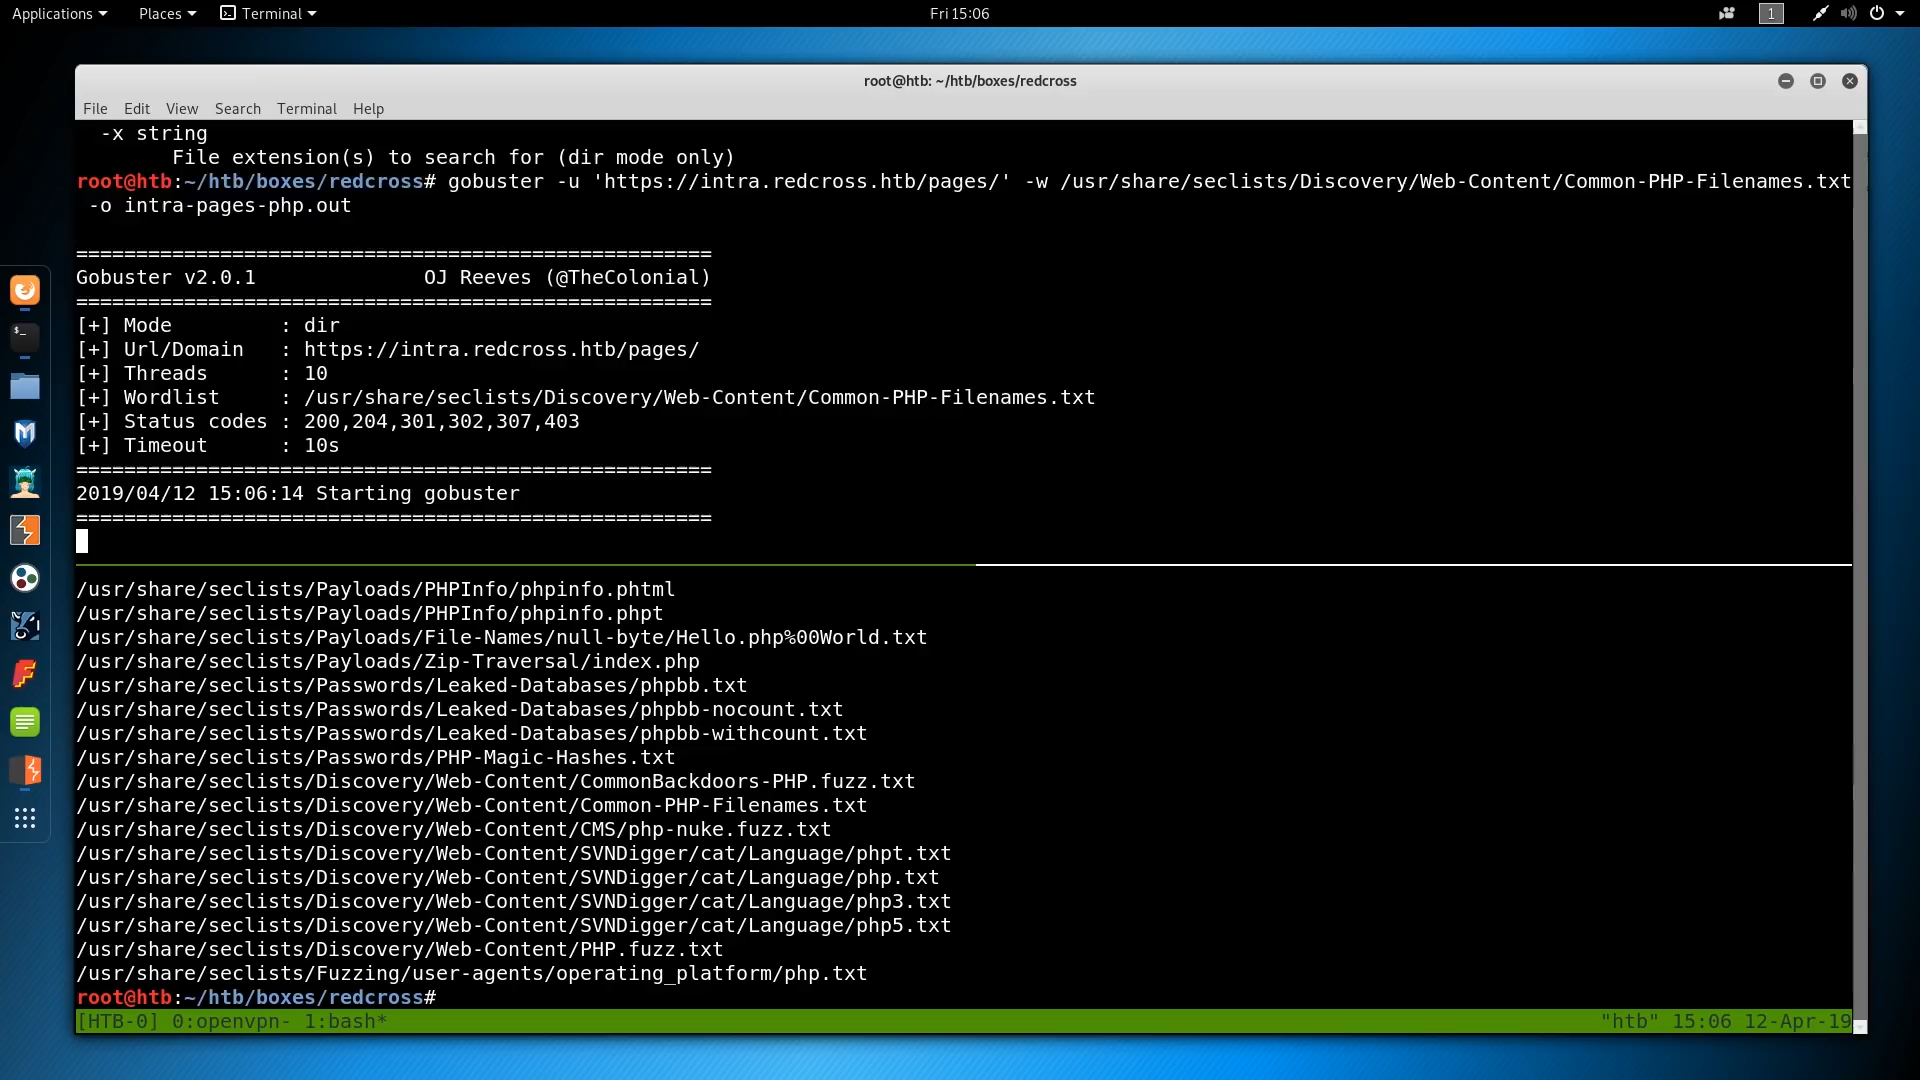 Applications Places Terminal Fri 15:06 1
root@htb: ~/htb/boxes/redcross
File Edit View Search Terminal Help
-x string
File extension(s) to search for (dir mode only)
root@htb:~/htb/boxes/redcross# gobuster -u 'https://intra.redcross.htb/pages/' -w /usr/share/seclists/Discovery/Web-Content/Common-PHP-Filenames.txt
-o intra-pages-php.out
=====================================================
Gobuster v2.0.1              OJ Reeves (@TheColonial)
=====================================================
[+] Mode         : dir
[+] Url/Domain   : https://intra.redcross.htb/pages/
[+] Threads      : 10
[+] Wordlist     : /usr/share/seclists/Discovery/Web-Content/Common-PHP-Filenames.txt
[+] Status codes : 200,204,301,302,307,403
[+] Timeout      : 10s
=====================================================
2019/04/12 15:06:14 Starting gobuster
=====================================================
/usr/share/seclists/Payloads/PHPInfo/phpinfo.phtml
/usr/share/seclists/Payloads/PHPInfo/phpinfo.phpt
/usr/share/seclists/Payloads/File-Names/null-byte/Hello.php%00World.txt
/usr/share/seclists/Payloads/Zip-Traversal/index.php
/usr/share/seclists/Passwords/Leaked-Databases/phpbb.txt
/usr/share/seclists/Passwords/Leaked-Databases/phpbb-nocount.txt
/usr/share/seclists/Passwords/Leaked-Databases/phpbb-withcount.txt
/usr/share/seclists/Passwords/PHP-Magic-Hashes.txt
/usr/share/seclists/Discovery/Web-Content/CommonBackdoors-PHP.fuzz.txt
/usr/share/seclists/Discovery/Web-Content/Common-PHP-Filenames.txt
/usr/share/seclists/Discovery/Web-Content/CMS/php-nuke.fuzz.txt
/usr/share/seclists/Discovery/Web-Content/SVNDigger/cat/Language/phpt.txt
/usr/share/seclists/Discovery/Web-Content/SVNDigger/cat/Language/php.txt
/usr/share/seclists/Discovery/Web-Content/SVNDigger/cat/Language/php3.txt
/usr/share/seclists/Discovery/Web-Content/SVNDigger/cat/Language/php5.txt
/usr/share/seclists/Discovery/Web-Content/PHP.fuzz.txt
/usr/share/seclists/Fuzzing/user-agents/operating_platform/php.txt
root@htb:~/htb/boxes/redcross#
[HTB-0] 0:openvpn- 1:bash* "htb" 15:06 12-Apr-19